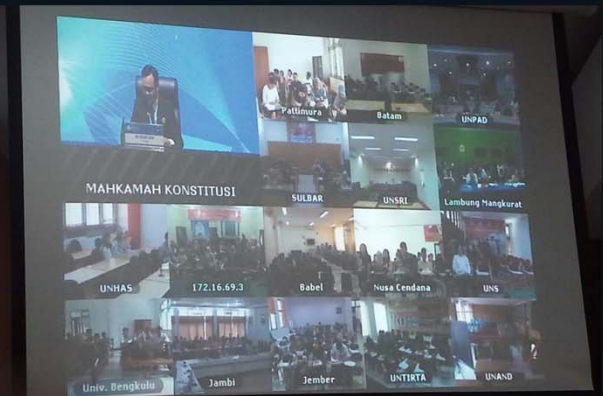 Pattimura
Batam
UNPAD
MAHKAMAH KONSTITUSI
SULBAR
UNSRI
Lambung Mangkurat
UNHAS
172.16.69.3
Babel
Nusa Cendana
UNS
Univ. Bengkulu
Jambi
Jember
UNTIRTA
UNAND